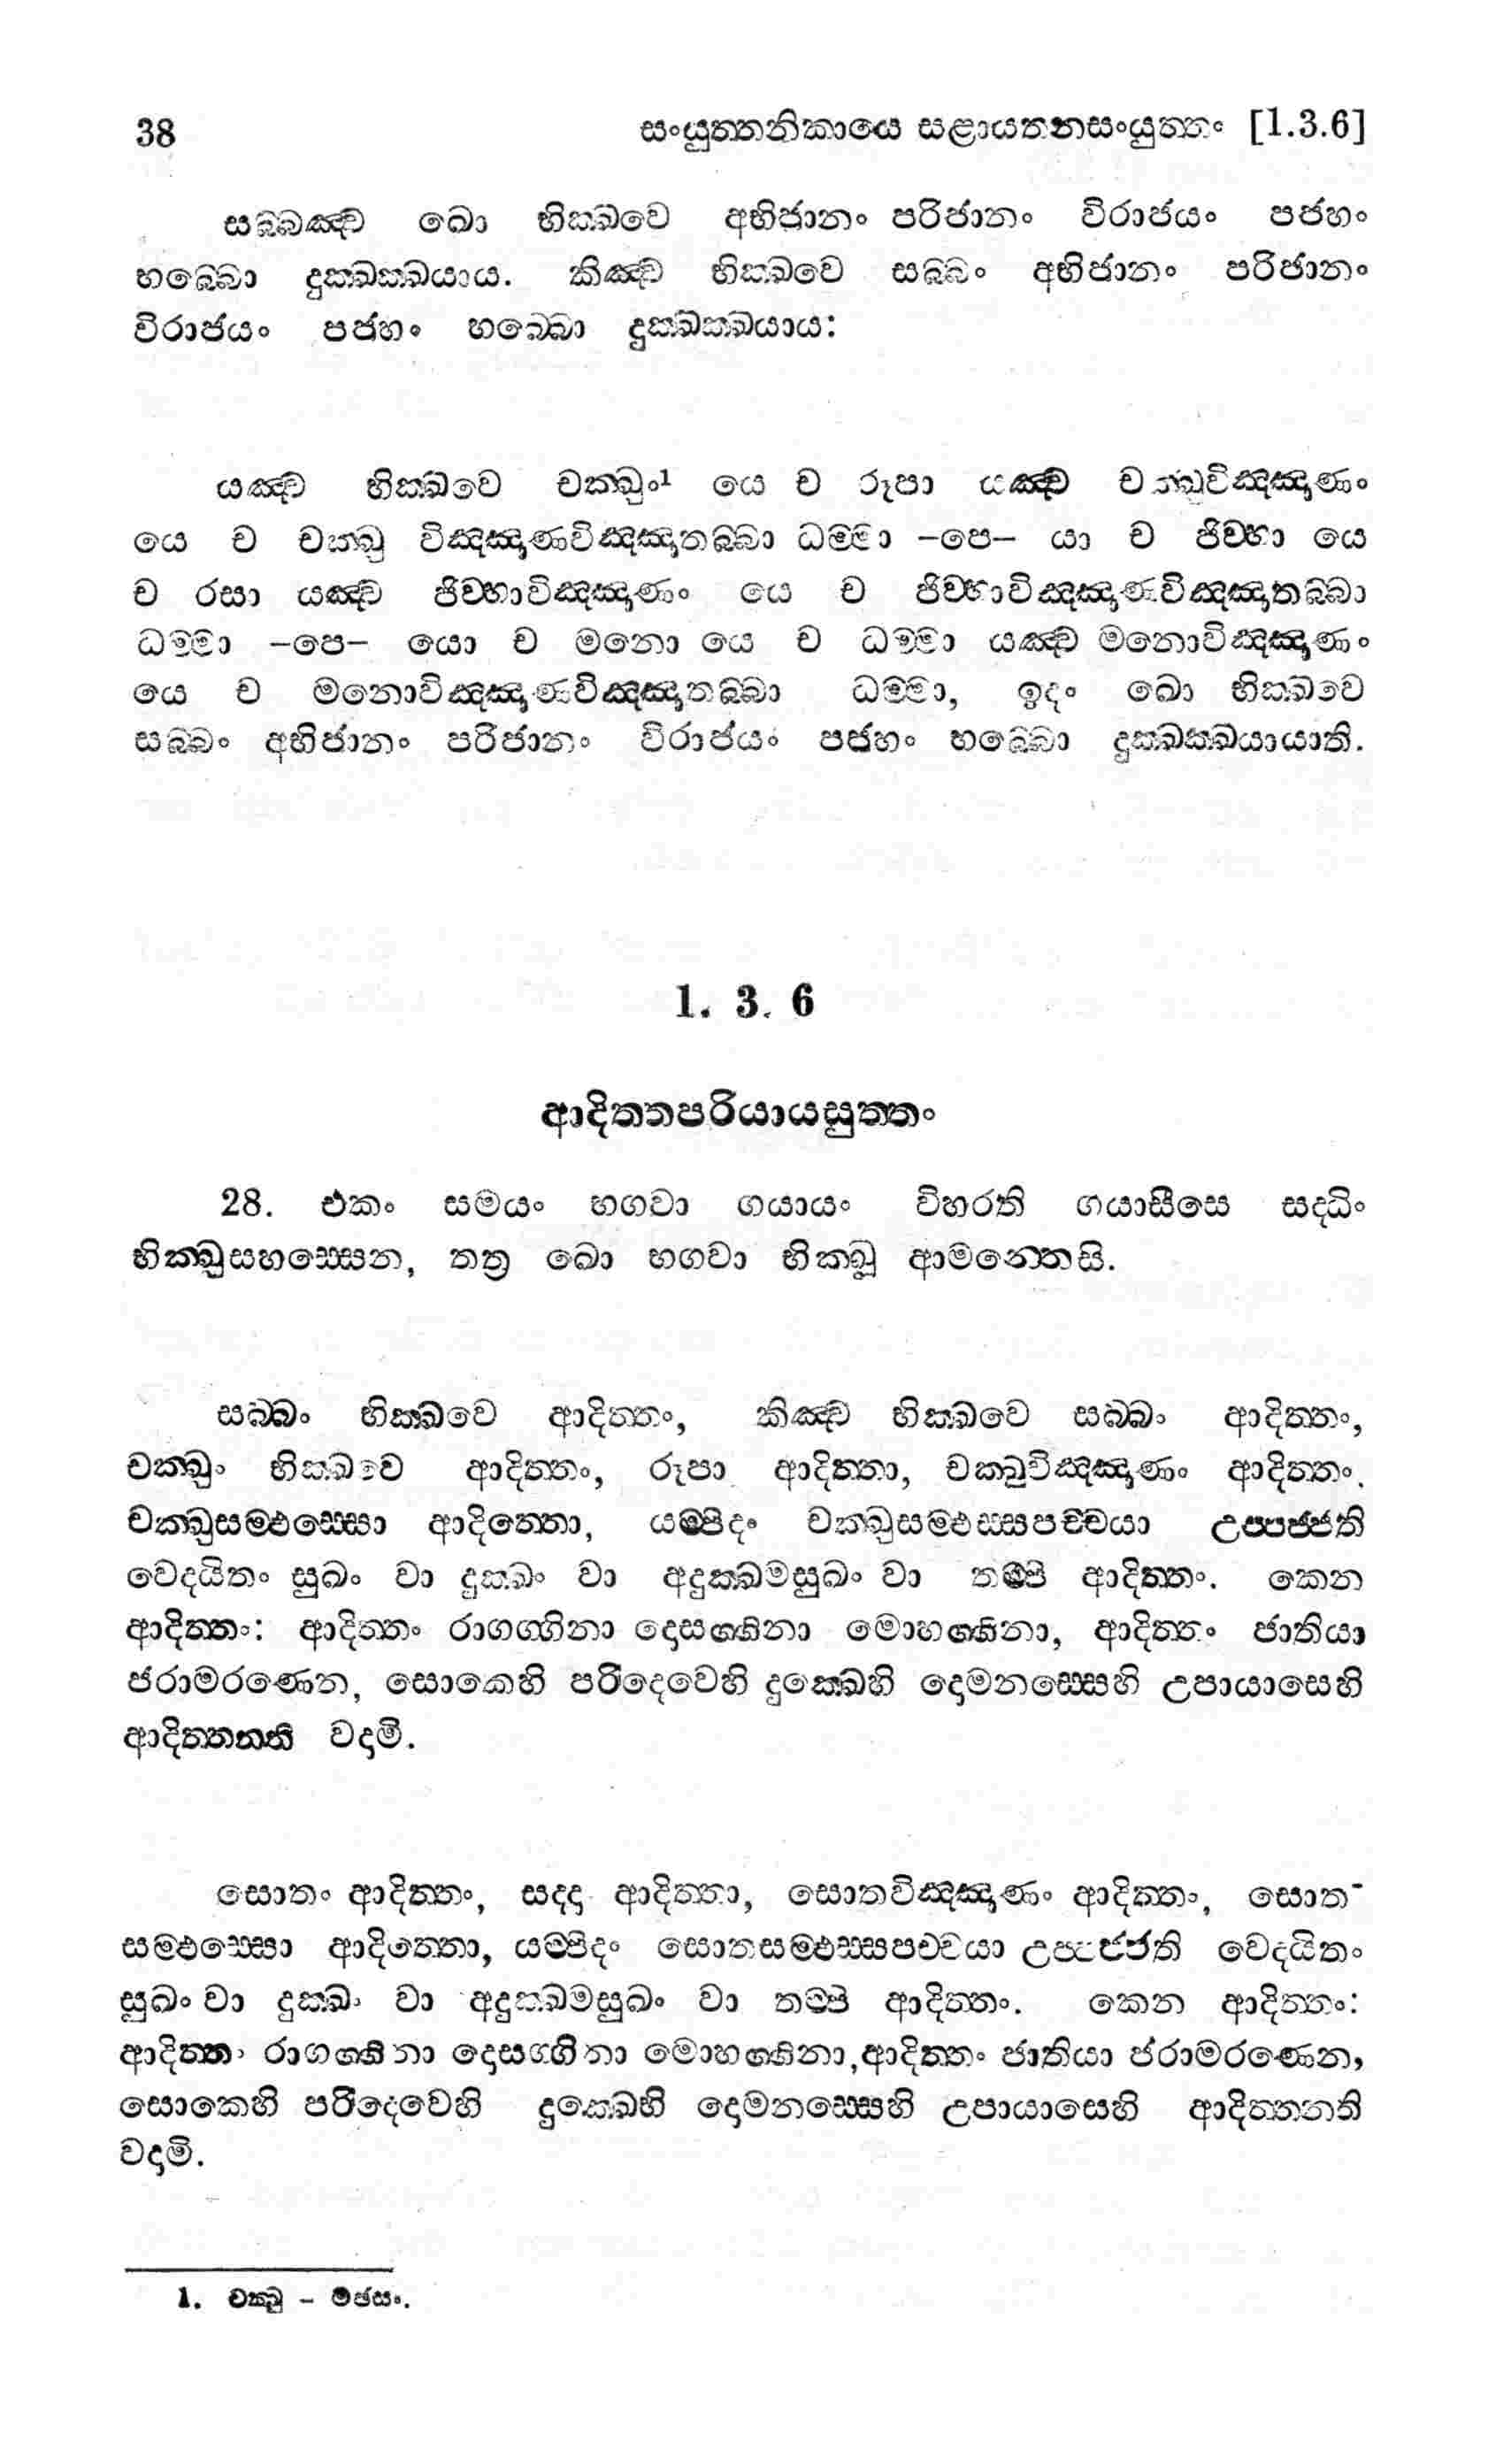 38 සංයුත්තනිකායෙ සළායතනසංයුත්තං [1.3.6]
සබ්බඤ්ච ඛො භික්ඛවෙ අභිජානං පරිජානං විරාජයං පජහං
භබ්බො දුක්ඛක්ඛයාය. කිඤ්ච භික්ඛවෙ සබ්බං අභිජානං පරිජානං
විරාජයං පජහං භබ්බො දුක්ඛක්ඛයාය:
යඤ්ච භික්ඛවෙ චක්ඛුං¹ යෙ ච රූපා යඤ්ච චක්ඛුවිඤ්ඤාණං
යෙ ච චක්ඛු විඤ්ඤාණවිඤ්ඤාතබ්බා ධම්මා –පෙ– යා ච ජිව්හා යෙ
ච රසා යඤ්ච ජිව්හාවිඤ්ඤාණං යෙ ච ජිව්හාවිඤ්ඤාණවිඤ්ඤාතබ්බා
ධම්මා –පෙ– යො ච මනො යෙ ච ධම්මා යඤ්ච මනොවිඤ්ඤාණං
යෙ ච මනොවිඤ්ඤාණවිඤ්ඤාතබ්බා ධම්මා, ඉදං ඛො භික්ඛවෙ
සබ්බං අභිජානං පරිජානං විරාජයං පජහං භබ්බො දුක්ඛක්ඛයායාති.
1. 3. 6
ආදිත්තපරියායසුත්තං
28. එකං සමයං භගවා ගයායං විහරති ගයාසීසෙ සද්ධිං
භික්ඛුසහස්සෙන, තත්‍ර ඛො භගවා භික්ඛූ ආමන්තෙසි.
සබ්බං භික්ඛවෙ ආදිත්තං, කිඤ්ච භික්ඛවෙ සබ්බං ආදිත්තං,
චක්ඛුං භික්ඛවෙ ආදිත්තං, රූපා ආදිත්තා, චක්ඛුවිඤ්ඤාණං ආදිත්තං.
චක්ඛුසම්ඵස්සො ආදිත්තො, යම්පිදං චක්ඛුසම්ඵස්සපච්චයා උප්පජ්ජති
වෙදයිතං සුඛං වා දුක්ඛං වා අදුක්ඛමසුඛං වා තම්පි ආදිත්තං. කෙන
ආදිත්තං: ආදිත්තං රාගග්ගිනා දොසග්ගිනා මොහග්ගිනා, ආදිත්තං ජාතියා
ජරාමරණෙන, සොකෙහි පරිදෙවෙහි දුක්ඛෙහි දොමනස්සෙහි උපායාසෙහි
ආදිත්තන්ති වදාමි.
සොතං ආදිත්තං, සද්දා ආදිත්තා, සොතවිඤ්ඤාණං ආදිත්තං, සොත-
සම්ඵස්සො ආදිත්තො, යම්පිදං සොතසම්ඵස්සපච්චයා උප්පජ්ජති වෙදයිතං
සුඛං වා දුක්ඛං වා අදුක්ඛමසුඛං වා තම්පි ආදිත්තං. කෙන ආදිත්තං:
ආදිත්තං රාගග්ගිනා දොසග්ගිනා මොහග්ගිනා, ආදිත්තං ජාතියා ජරාමරණෙන,
සොකෙහි පරිදෙවෙහි දුක්ඛෙහි දොමනස්සෙහි උපායාසෙහි ආදිත්තන්ති
වදාමි.
1. චක්ඛු – මජසං.